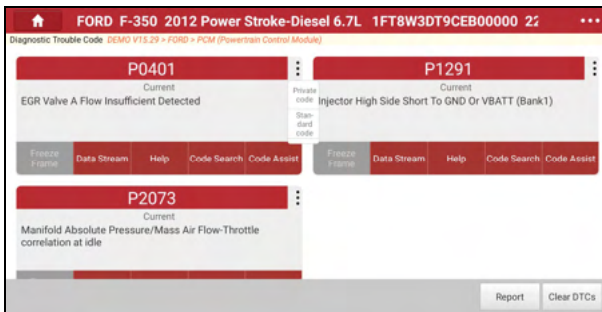 FORD F-350 2012 Power Stroke-Diesel 6.7L 1FT8W3DT9CEB00000 22
Diagnostic Trouble Code DEMO V15.29 > FORD > PCM (Powertrain Control Module)
P0401
Current
EGR Valve A Flow Insufficient Detected
Freeze
Frame
Data Stream
Help
Code Search
Code Assist
Private
code
Stan-
dard
code
P1291
Current
Injector High Side Short To GND Or VBATT (Bank1)
Freeze
Frame
Data Stream
Help
Code Search
Code Assist
P2073
Current
Manifold Absolute Pressure/Mass Air Flow-Throttle
correlation at idle
Report
Clear DTCs